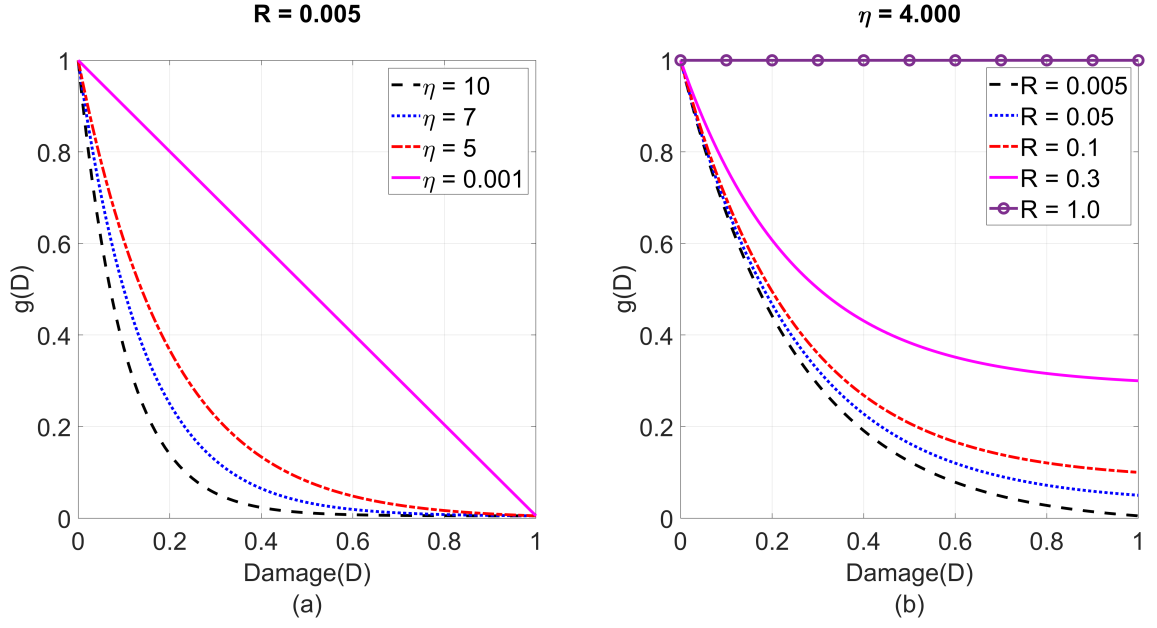 R = 0.005
1
0.8
0.6
0.4
0.2
0
0
0.2
0.4
0.6
0.8
1
g(D)
Damage(D)
(a)
η = 10
η = 7
η = 5
η = 0.001
η = 4.000
1
0.8
0.6
0.4
0.2
0
0
0.2
0.4
0.6
0.8
1
g(D)
Damage(D)
(b)
R = 0.005
R = 0.05
R = 0.1
R = 0.3
R = 1.0